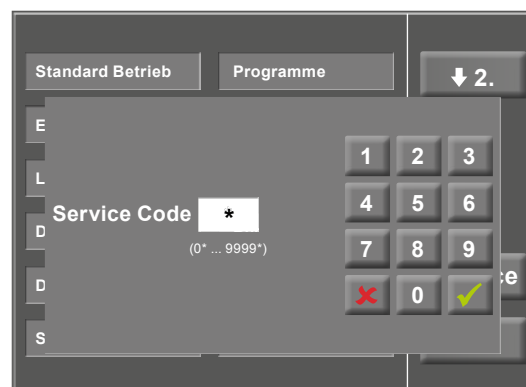 Standard Betrieb
Programme
2.
E
L
D
D
S
Service Code *
(0* ... 9999*)
1 2 3
4 5 6
7 8 9
0